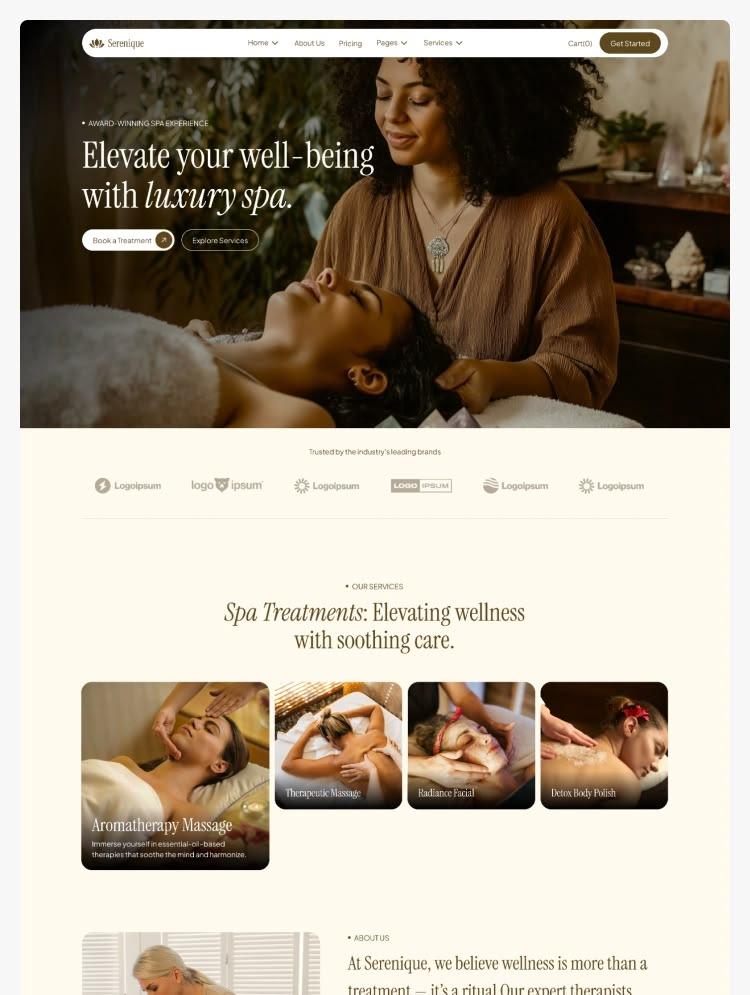 Serenique
Home
About Us
Pricing
Pages
Services
Cart(0)
Get Started
AWARD-WINNING SPA EXPERIENCE
Elevate your well-being
with luxury spa.
Book a Treatment
Explore Services
Trusted by the industry's leading brands
Logoipsum
logo ipsum
Logoipsum
LOGO IPSUM
Logoipsum
Logoipsum
OUR SERVICES
Spa Treatments: Elevating wellness
with soothing care.
Aromatherapy Massage
Immerse yourself in essential-oil-based
therapies that soothe the mind and harmonize.
Therapeutic Massage
Radiance Facial
Detox Body Polish
ABOUT US
At Serenique, we believe wellness is more than a
treatment — it's a ritual Our expert therapists